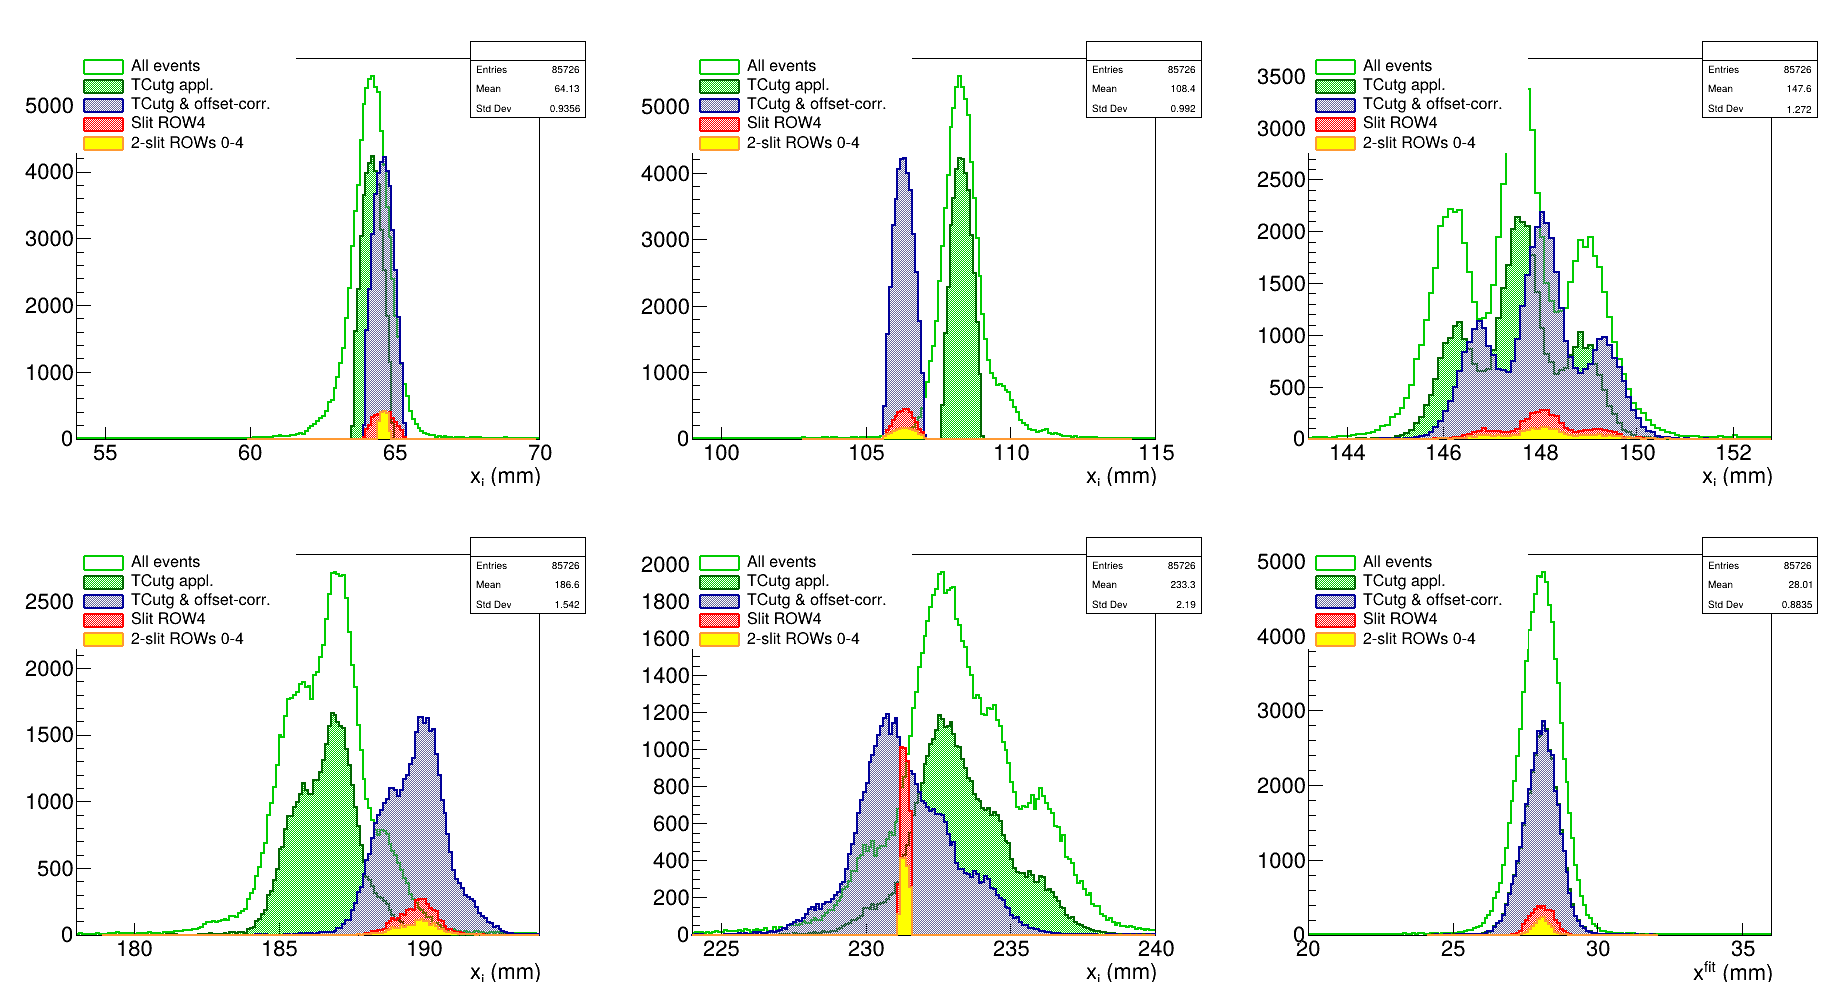 All events
TCutg appl.
TCutg & offset-corr.
Slit ROW4
2-slit ROWs 0-4
Entries 85726
Mean 64.13
Std Dev 0.9356
5000
4000
3000
2000
1000
0
55 60 65 70
x_i (mm)
All events
TCutg appl.
TCutg & offset-corr.
Slit ROW4
2-slit ROWs 0-4
Entries 85726
Mean 108.4
Std Dev 0.992
5000
4000
3000
2000
1000
0
100 105 110 115
x_i (mm)
All events
TCutg appl.
TCutg & offset-corr.
Slit ROW4
2-slit ROWs 0-4
Entries 85726
Mean 147.6
Std Dev 1.272
3500
3000
2500
2000
1500
1000
500
0
144 146 148 150 152
x_i (mm)
All events
TCutg appl.
TCutg & offset-corr.
Slit ROW4
2-slit ROWs 0-4
Entries 85726
Mean 186.6
Std Dev 1.542
2500
2000
1500
1000
500
0
180 185 190
x_i (mm)
All events
TCutg appl.
TCutg & offset-corr.
Slit ROW4
2-slit ROWs 0-4
Entries 85726
Mean 233.3
Std Dev 2.19
2000
1800
1600
1400
1200
1000
800
600
400
200
0
225 230 235 240
x_i (mm)
All events
TCutg appl.
TCutg & offset-corr.
Slit ROW4
2-slit ROWs 0-4
Entries 85726
Mean 28.01
Std Dev 0.8835
5000
4000
3000
2000
1000
0
20 25 30 35
x^fit (mm)